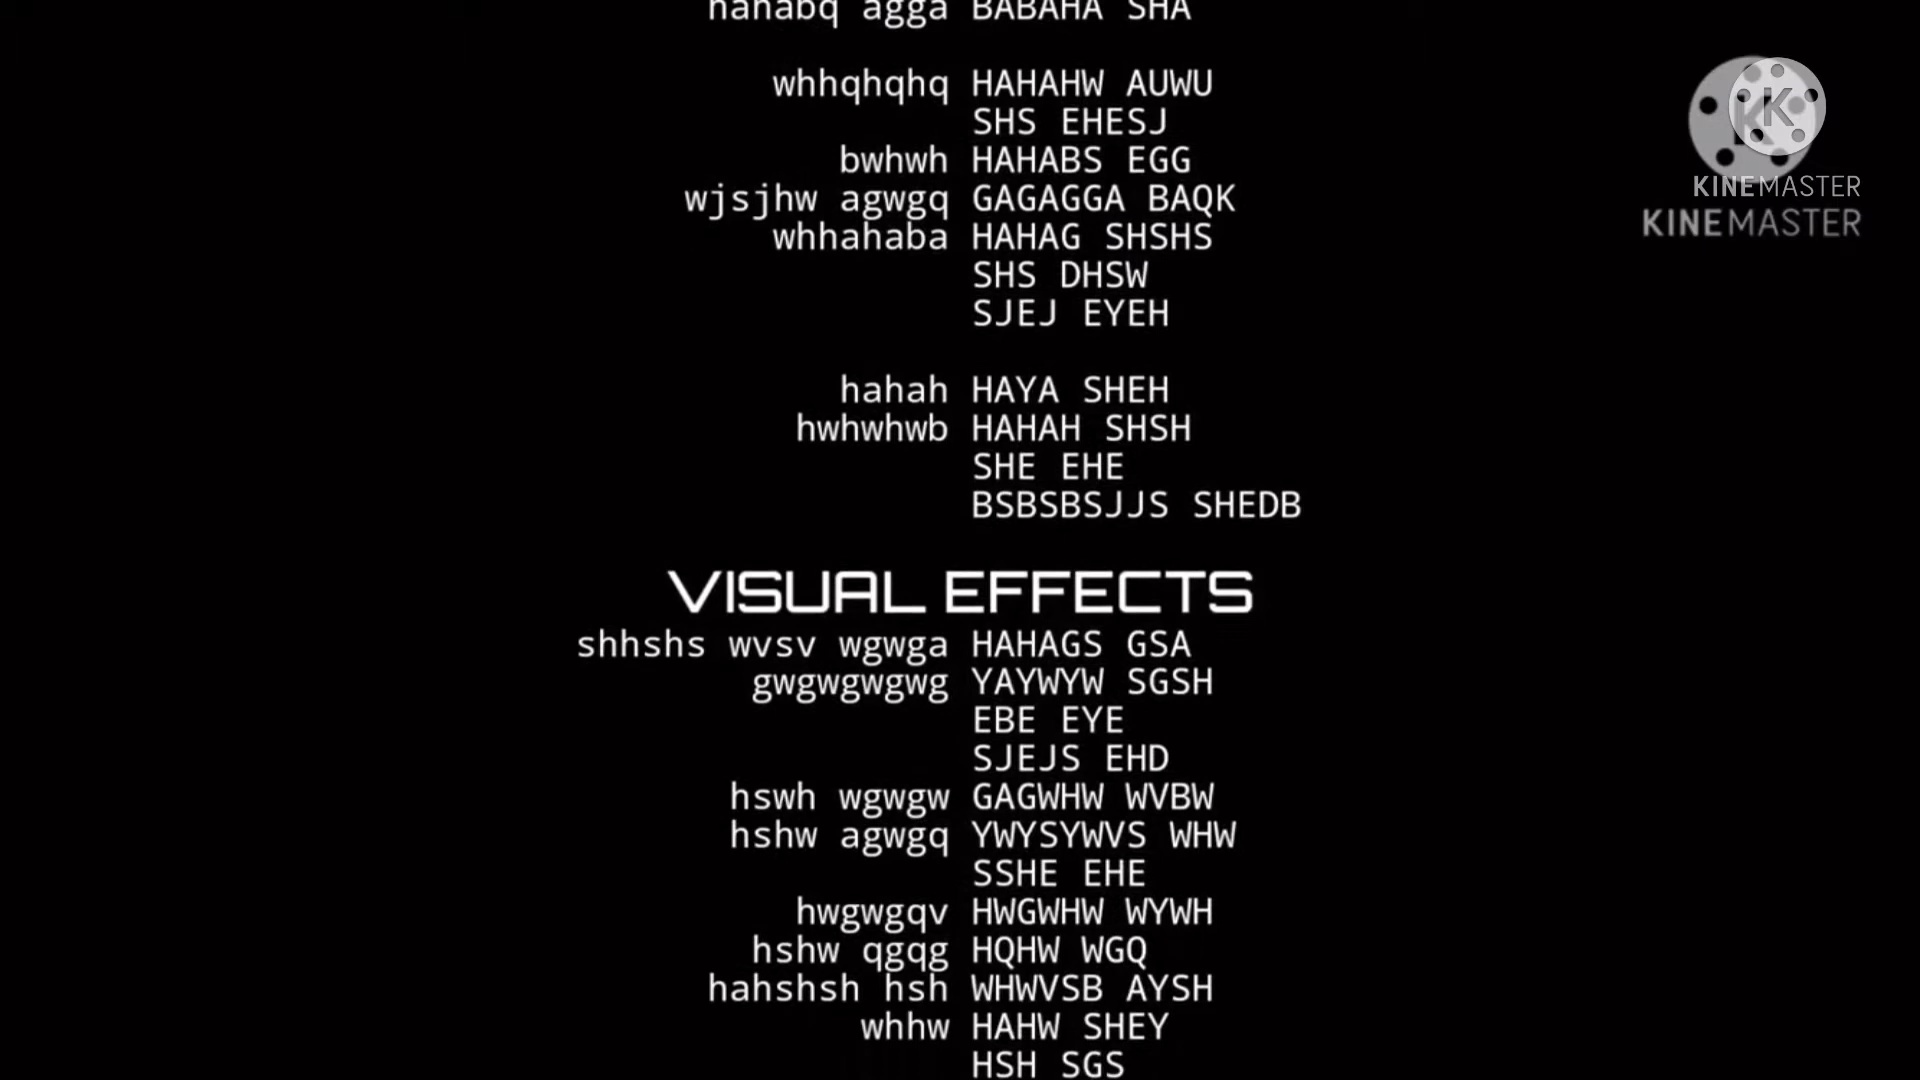 hahabq agga BABAHA SHA
whhqhqhq HAHAHW AUWU
SHS EHESJ
bwhwh HAHABS EGG
wjsjhw agwgq GAGAGGA BAQK
whhahaba HAHAG SHSHS
SHS DHSW
SJEJ EYEH
hahah HAYA SHEH
hwhwhwb HAHAH SHSH
SHE EHE
BSBSBSJJS SHEDB
VISUAL EFFECTS
shhshs wvsv wgwga HAHAGS GSA
gwgwgwgwg YAYWYW SGSH
EBE EYE
SJEJS EHD
hswh wgwgw GAGWHW WVBW
hshw agwgq YWYSYWVS WHW
SSHE EHE
hwgwgqv HWGWHW WYWH
hshw qgqg HQHW WGQ
hahshsh hsh WHWVSB AYSH
whhw HAHW SHEY
HSH SGS
K
KINEMASTER
KINEMASTER